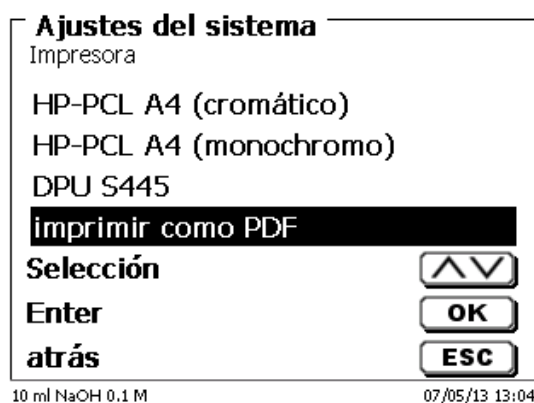 Ajustes del sistema
Impresora
HP-PCL A4 (cromático)
HP-PCL A4 (monochromo)
DPU S445
imprimir como PDF
Selección
Enter OK
atrás ESC
10 ml NaOH 0.1 M 07/05/13 13:04